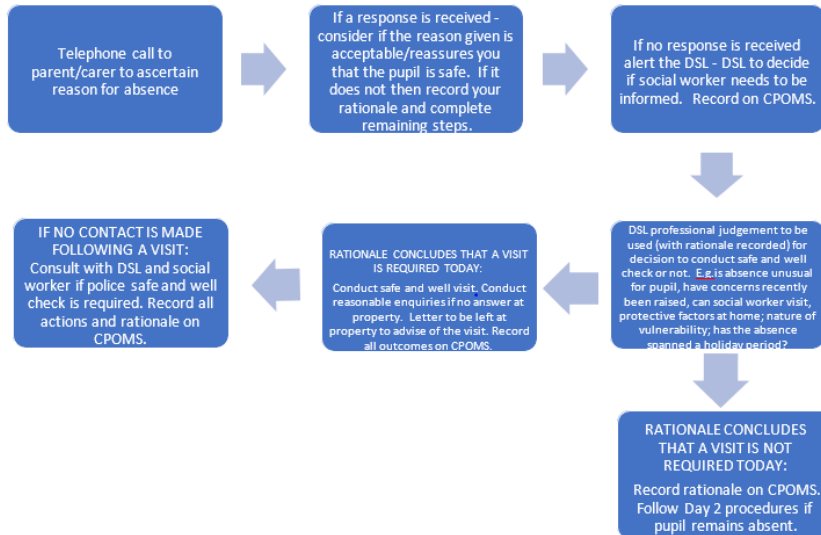 Telephone call to
parent/carer to ascertain
reason for absence
If a response is received -
consider if the reason given is
acceptable/reassures you
that the pupil is safe.  If it
does not then record your
rationale and complete
remaining steps.
If no response is received
alert the DSL - DSL to decide
if social worker needs to be
informed.  Record on CPOMS.
DSL professional judgement to be
used (with rationale recorded) for
decision to conduct safe and well
check or not.  E.g.is absence unusual
for pupil, have concerns recently
been raised, can social worker visit,
protective factors at home; nature of
vulnerability; has the absence
spanned a holiday period?
RATIONALE CONCLUDES THAT A VISIT
IS REQUIRED TODAY:
Conduct safe and well visit. Conduct
reasonable enquiries if no answer at
property.  Letter to be left at
property to advise of the visit. Record
all outcomes on CPOMS.
IF NO CONTACT IS MADE
FOLLOWING A VISIT:
Consult with DSL and social
worker if police safe and well
check is required. Record all
actions and rationale on
CPOMS.
RATIONALE CONCLUDES
THAT A VISIT IS NOT
REQUIRED TODAY:
Record rationale on CPOMS.
Follow Day 2 procedures if
pupil remains absent.